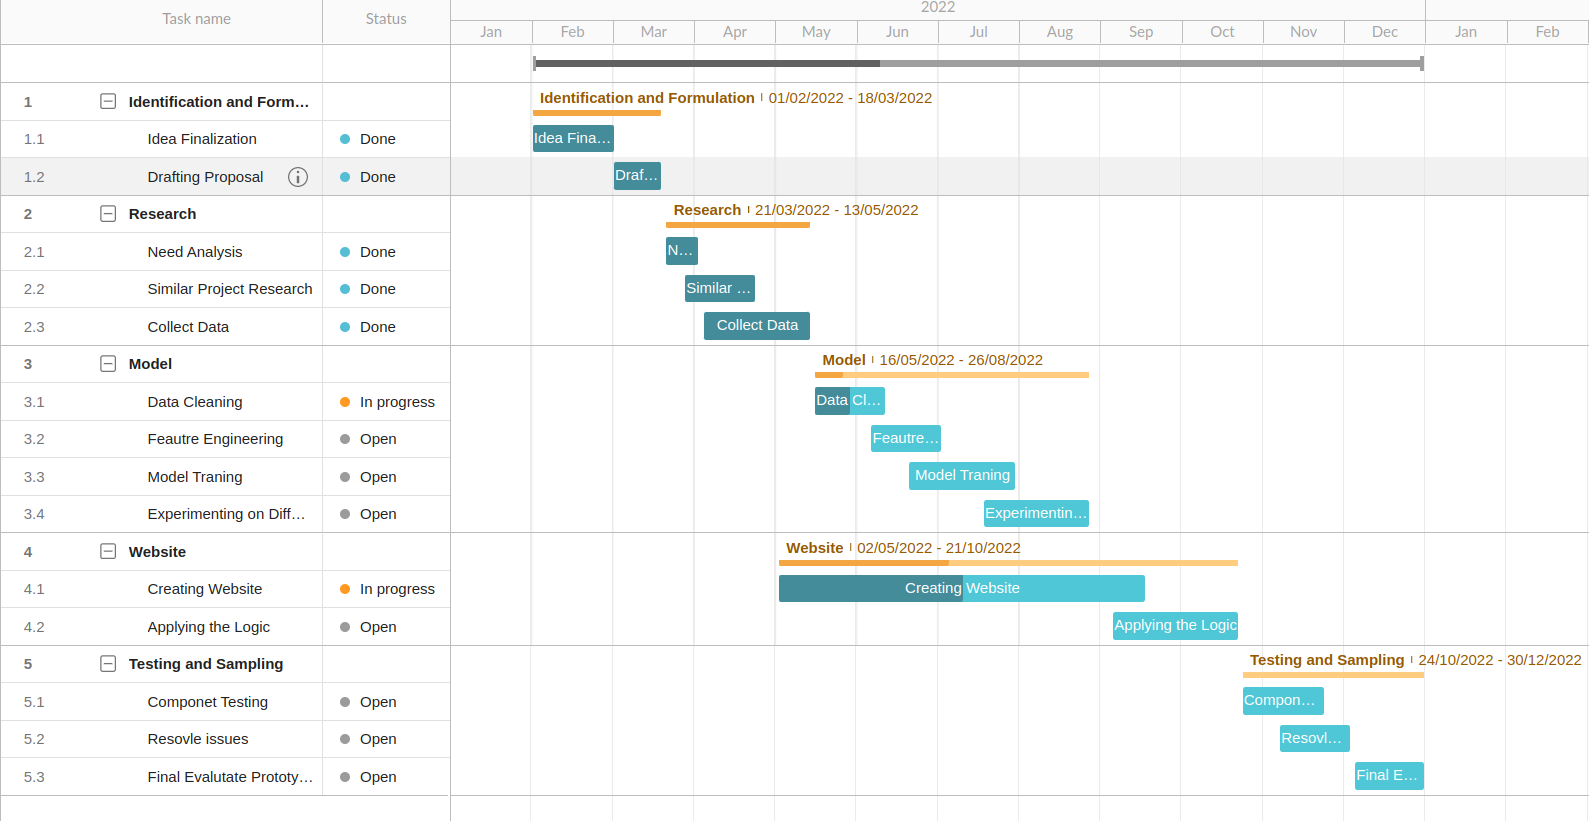 Task name Status 2022
Jan Feb Mar Apr May Jun Jul Aug Sep Oct Nov Dec Jan Feb
1 Identification and Form... Identification and Formulation 01/02/2022 - 18/03/2022
1.1 Idea Finalization Done Idea Fina...
1.2 Drafting Proposal Done Draf...
2 Research Research 21/03/2022 - 13/05/2022
2.1 Need Analysis Done N...
2.2 Similar Project Research Done Similar ...
2.3 Collect Data Done Collect Data
3 Model Model 16/05/2022 - 26/08/2022
3.1 Data Cleaning In progress Data Cl...
3.2 Feautre Engineering Open Feautre...
3.3 Model Traning Open Model Traning
3.4 Experimenting on Diff... Open Experimentin...
4 Website Website 02/05/2022 - 21/10/2022
4.1 Creating Website In progress Creating Website
4.2 Applying the Logic Open Applying the Logic
5 Testing and Sampling Testing and Sampling 24/10/2022 - 30/12/2022
5.1 Componet Testing Open Compon...
5.2 Resovle issues Open Resovl...
5.3 Final Evalutate Prototy... Open Final E...